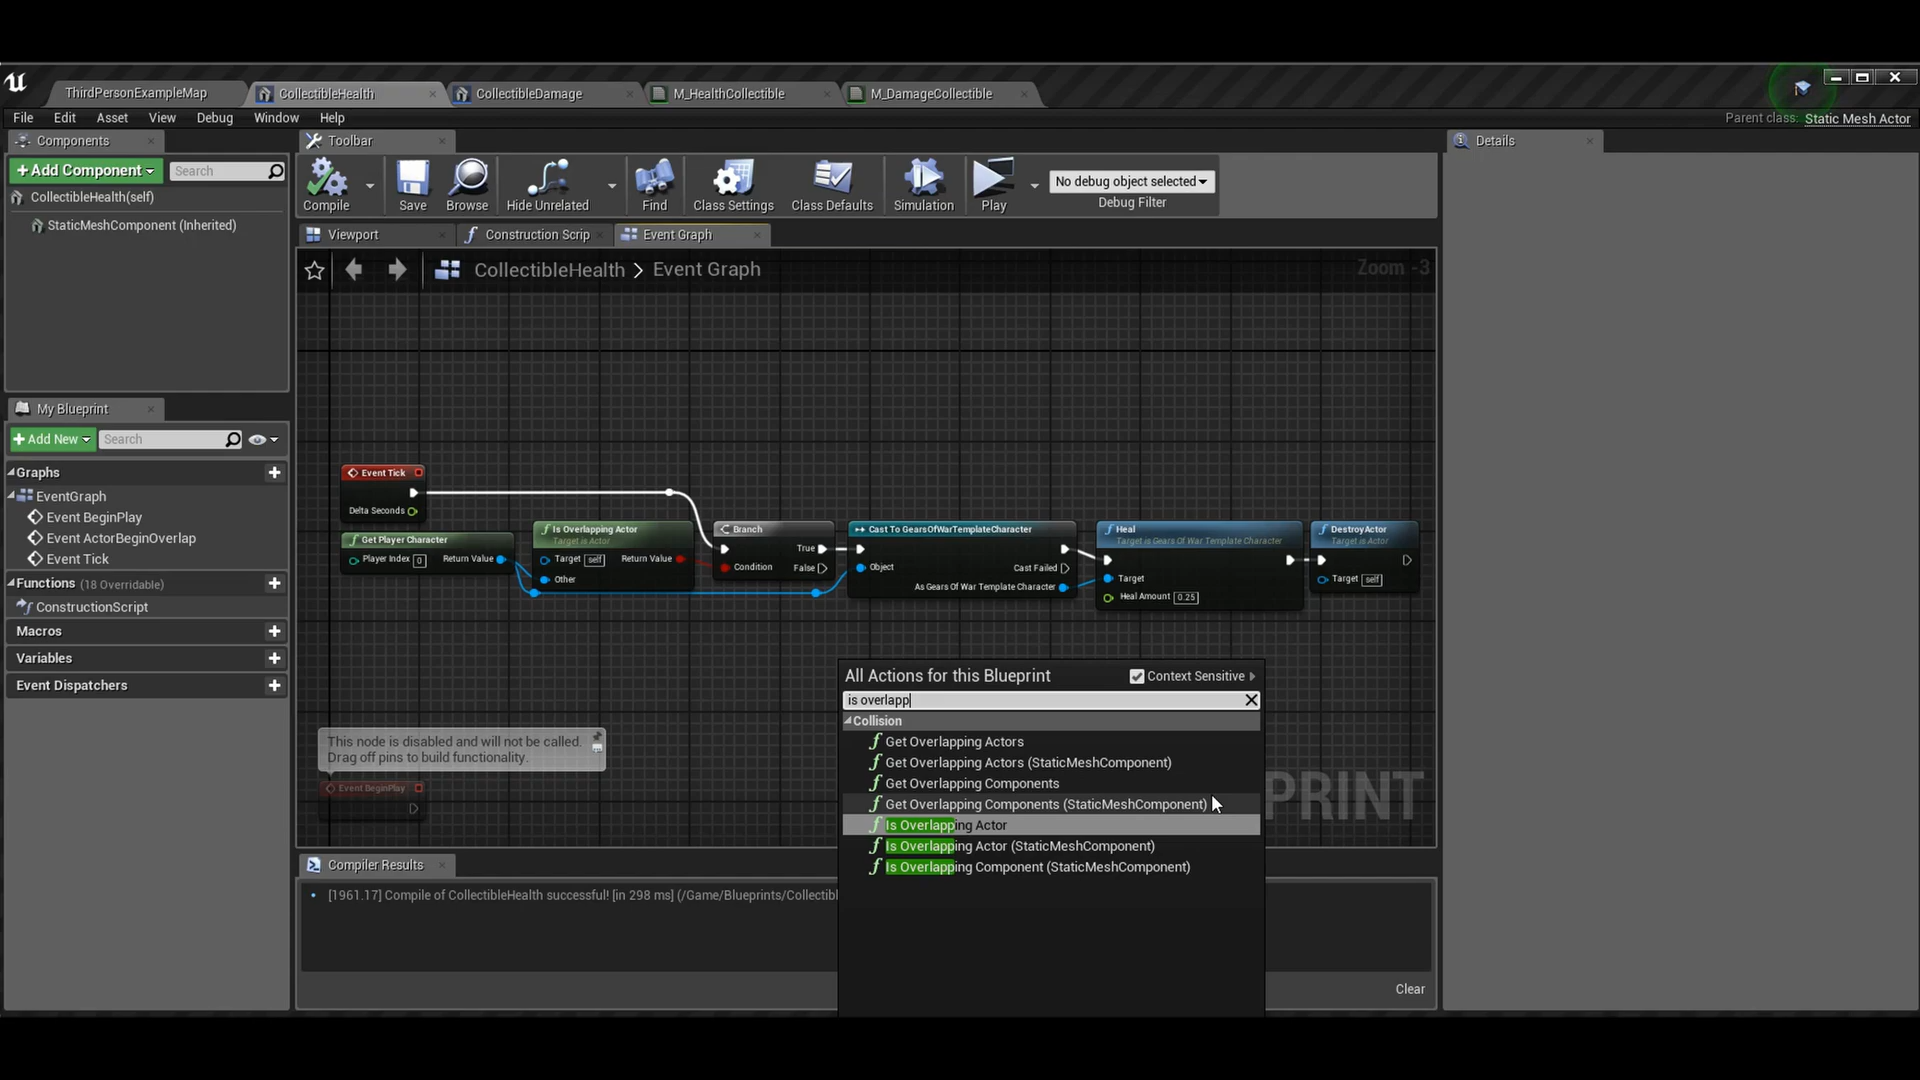 ThirdPersonExampleMap
CollectibleHealth
CollectibleDamage
M_HealthCollectible
M_DamageCollectible
File Edit Asset View Debug Window Help
Parent class: Static Mesh Actor
Components
+ Add Component
Search
CollectibleHealth(self)
StaticMeshComponent (Inherited)
Toolbar
Compile
Save
Browse
Hide Unrelated
Find
Class Settings
Class Defaults
Simulation
Play
No debug object selected
Debug Filter
Details
Viewport
Construction Scrip
Event Graph
CollectibleHealth > Event Graph
Zoom -3
My Blueprint
+ Add New
Search
Graphs
EventGraph
Event BeginPlay
Event ActorBeginOverlap
Event Tick
Functions (18 Overridable)
ConstructionScript
Macros
Variables
Event Dispatchers
Event Tick
Delta Seconds
Get Player Character
Player Index 0
Return Value
Is Overlapping Actor
Target is Actor
Target self
Return Value
Other
Branch
True
Condition
False
Cast To GearsOfWarTemplateCharacter
Object
Cast Failed
As Gears Of War Template Character
Heal
Target is Gears Of War Template Character
Target
Heal Amount 0.25
DestroyActor
Target is Actor
Target self
This node is disabled and will not be called.
Drag off pins to build functionality.
Event BeginPlay
All Actions for this Blueprint
Context Sensitive
is overlapp
Collision
Get Overlapping Actors
Get Overlapping Actors (StaticMeshComponent)
Get Overlapping Components
Get Overlapping Components (StaticMeshComponent)
Is Overlapping Actor
Is Overlapping Actor (StaticMeshComponent)
Is Overlapping Component (StaticMeshComponent)
PRINT
Compiler Results
[1961.17] Compile of CollectibleHealth successful! [in 298 ms] (/Game/Blueprints/Collectib
Clear